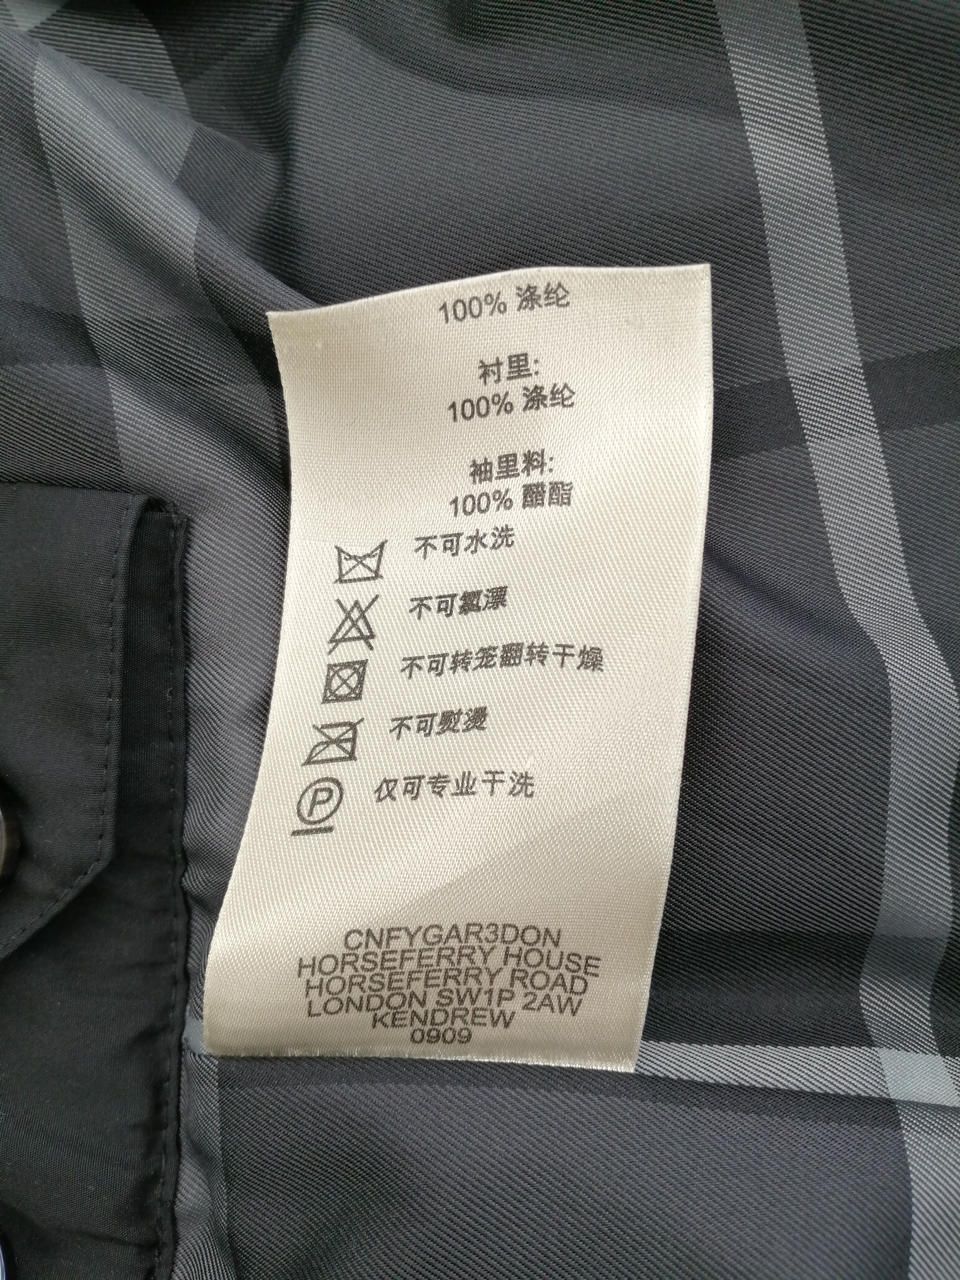 100% 涤纶
衬里:
100% 涤纶
袖里料:
100% 醋酯
不可水洗
不可氯漂
不可转笼翻转干燥
不可熨烫
P 仅可专业干洗
CNFYGAR3DON
HORSEFERRY HOUSE
HORSEFERRY ROAD
LONDON SW1P 2AW
KENDREW
0909